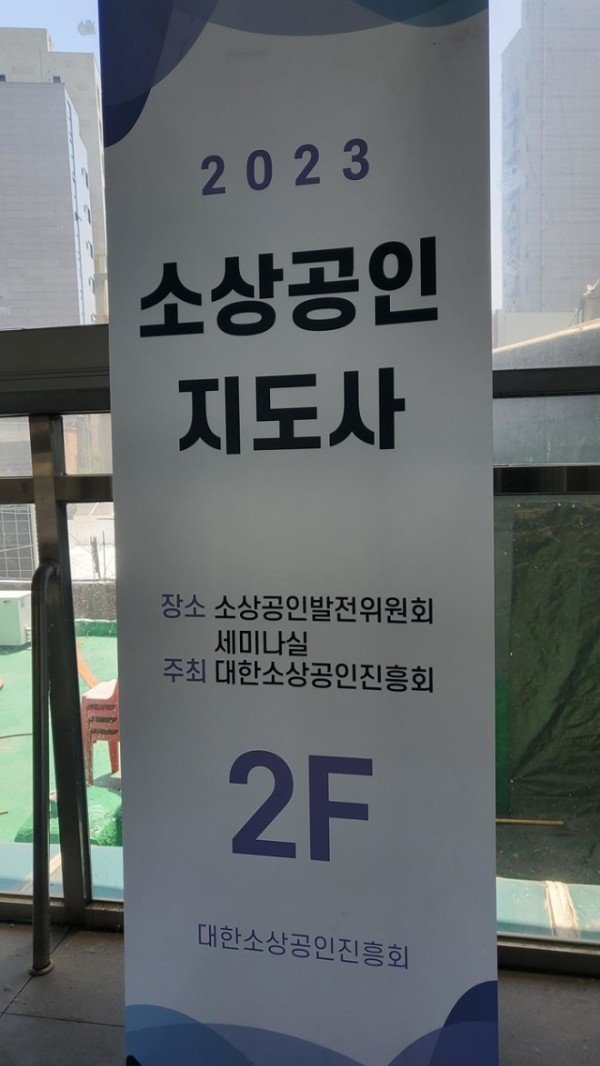 2023
소상공인
지도사
장소 소상공인발전위원회
세미나실
주최 대한소상공인진흥회
2F
대한소상공인진흥회